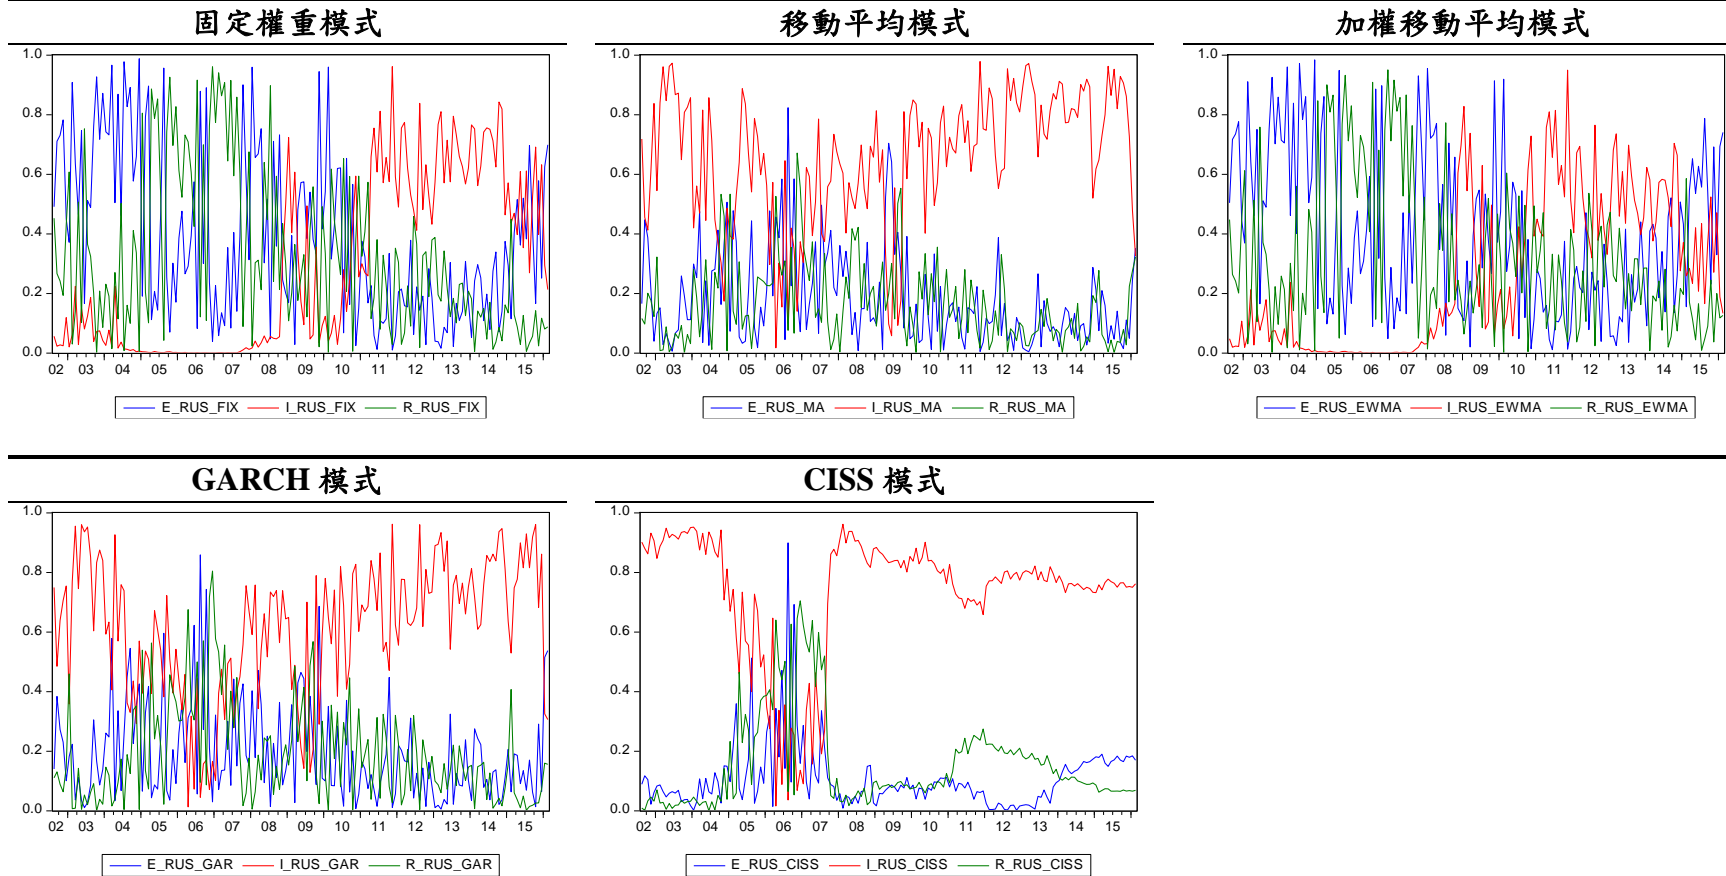 固定權重模式
移動平均模式
加權移動平均模式
1.0
0.8
0.6
0.4
0.2
0.0
02 03 04 05 06 07 08 09 10 11 12 13 14 15
E_RUS_FIX I_RUS_FIX R_RUS_FIX
1.0
0.8
0.6
0.4
0.2
0.0
02 03 04 05 06 07 08 09 10 11 12 13 14 15
E_RUS_MA I_RUS_MA R_RUS_MA
1.0
0.8
0.6
0.4
0.2
0.0
02 03 04 05 06 07 08 09 10 11 12 13 14 15
E_RUS_EWMA I_RUS_EWMA R_RUS_EWMA
GARCH 模式
CISS 模式
1.0
0.8
0.6
0.4
0.2
0.0
02 03 04 05 06 07 08 09 10 11 12 13 14 15
E_RUS_GAR I_RUS_GAR R_RUS_GAR
1.0
0.8
0.6
0.4
0.2
0.0
02 03 04 05 06 07 08 09 10 11 12 13 14 15
E_RUS_CISS I_RUS_CISS R_RUS_CISS